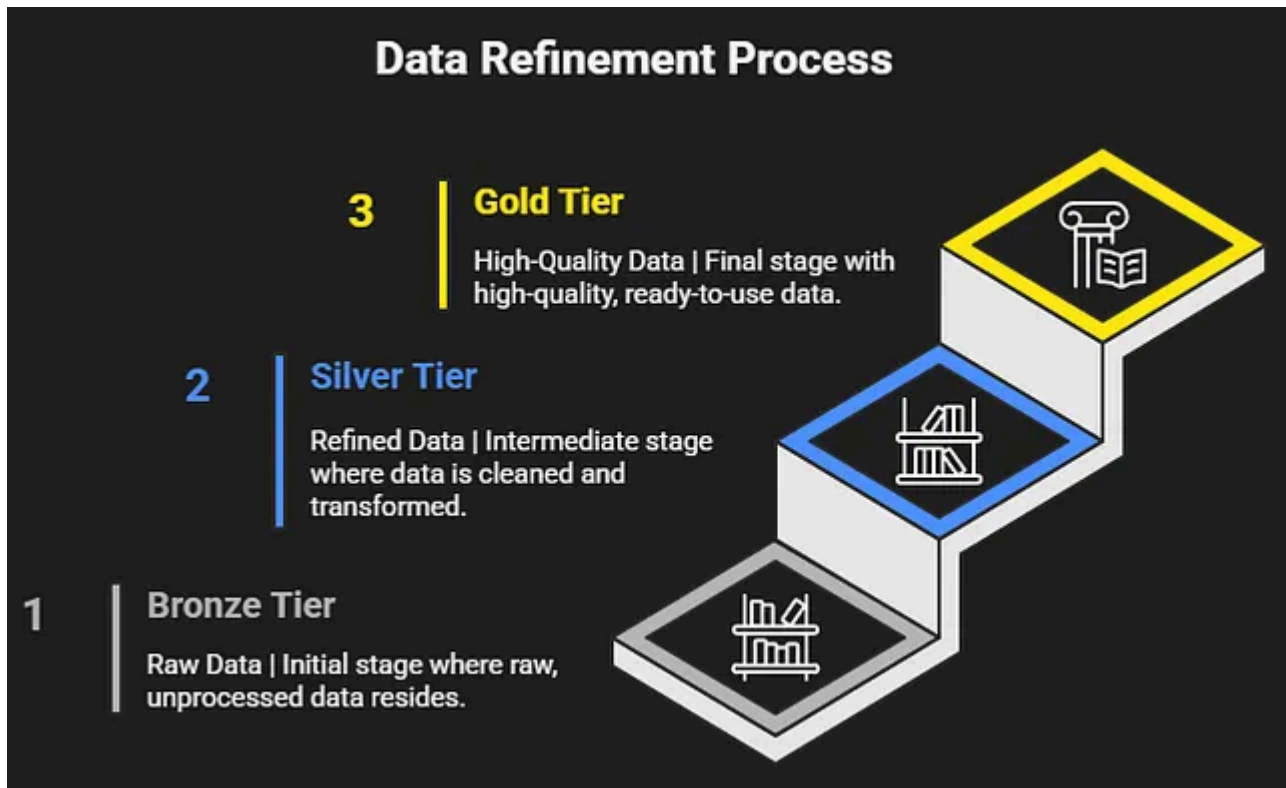 Data Refinement Process
3
Gold Tier
High-Quality Data | Final stage with
high-quality, ready-to-use data.
2
Silver Tier
Refined Data | Intermediate stage
where data is cleaned and
transformed.
1
Bronze Tier
Raw Data | Initial stage where raw,
unprocessed data resides.